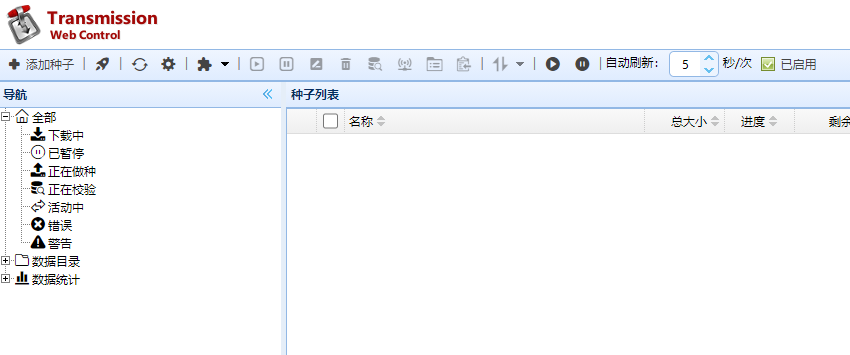 Transmission
Web Control
添加种子 自动刷新： 5 秒/次 已启用
导航
种子列表
名称 总大小 进度 剩余
全部
下载中
已暂停
正在做种
正在校验
活动中
错误
警告
数据目录
数据统计